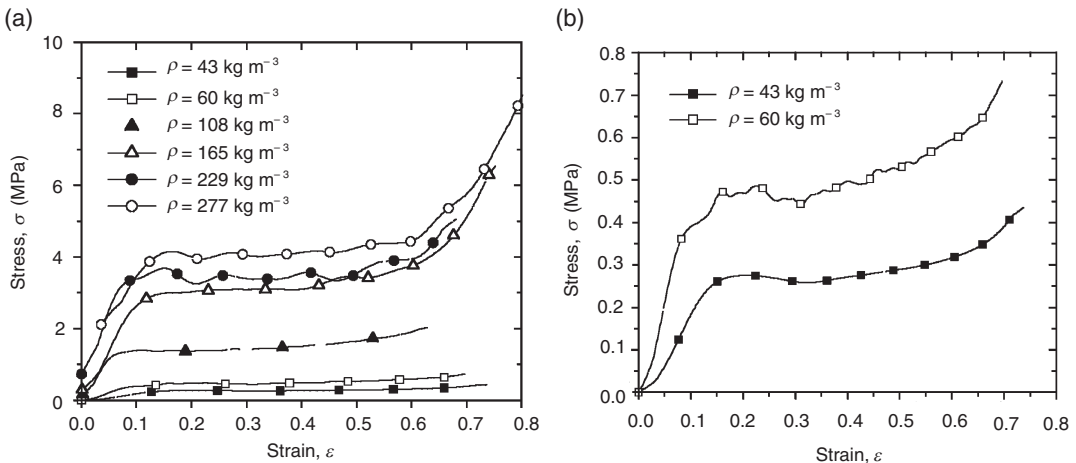 (a)
10
8
6
4
2
0
Stress, σ (MPa)
ρ = 43 kg m⁻³
ρ = 60 kg m⁻³
ρ = 108 kg m⁻³
ρ = 165 kg m⁻³
ρ = 229 kg m⁻³
ρ = 277 kg m⁻³
0.0 0.1 0.2 0.3 0.4 0.5 0.6 0.7 0.8
Strain, ε
(b)
0.8
0.7
0.6
0.5
0.4
0.3
0.2
0.1
0.0
Stress, σ (MPa)
ρ = 43 kg m⁻³
ρ = 60 kg m⁻³
0.0 0.1 0.2 0.3 0.4 0.5 0.6 0.7 0.8
Strain, ε